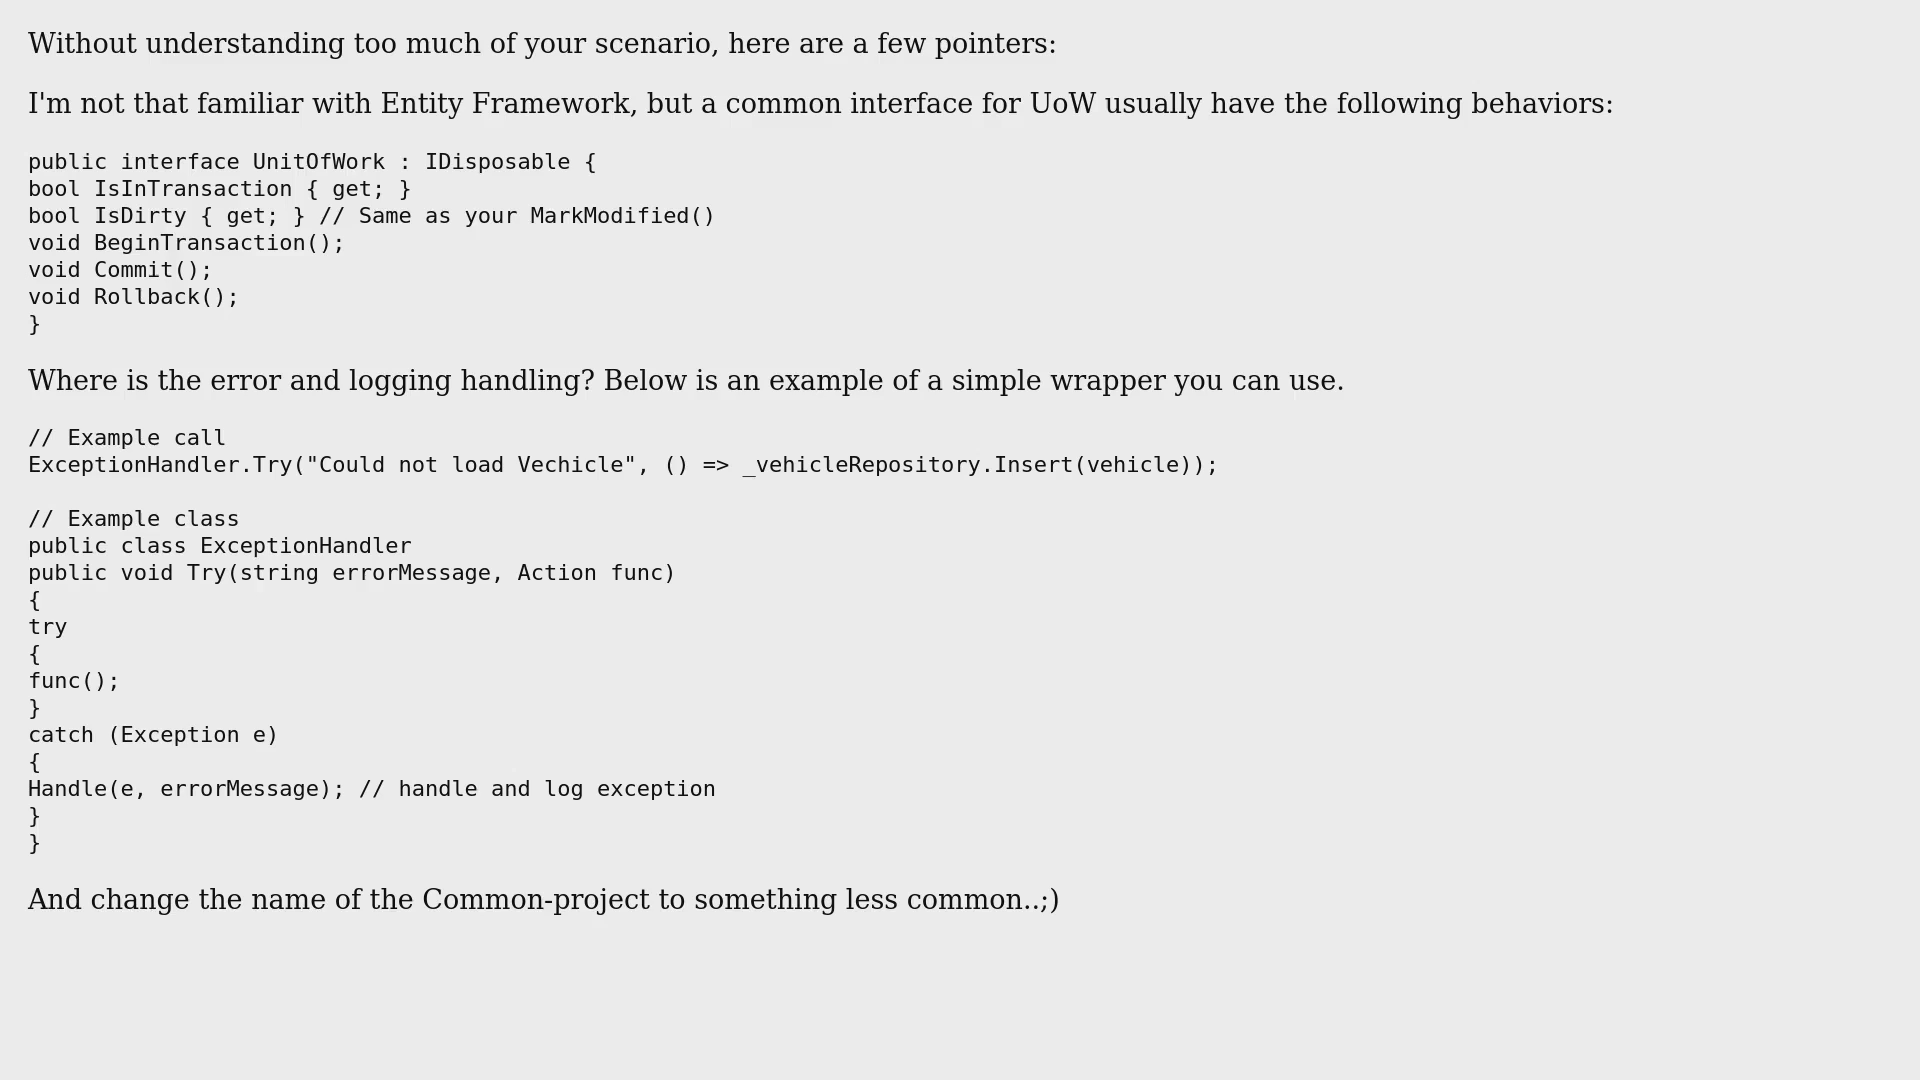 Without understanding too much of your scenario, here are a few pointers:
I'm not that familiar with Entity Framework, but a common interface for UoW usually have the following behaviors:
public interface UnitOfWork : IDisposable {
bool IsInTransaction { get; }
bool IsDirty { get; } // Same as your MarkModified()
void BeginTransaction();
void Commit();
void Rollback();
}
Where is the error and logging handling? Below is an example of a simple wrapper you can use.
// Example call
ExceptionHandler.Try("Could not load Vechicle", () => _vehicleRepository.Insert(vehicle));
// Example class
public class ExceptionHandler
public void Try(string errorMessage, Action func)
{
try
{
func();
}
catch (Exception e)
{
Handle(e, errorMessage); // handle and log exception
}
}
And change the name of the Common-project to something less common..;)